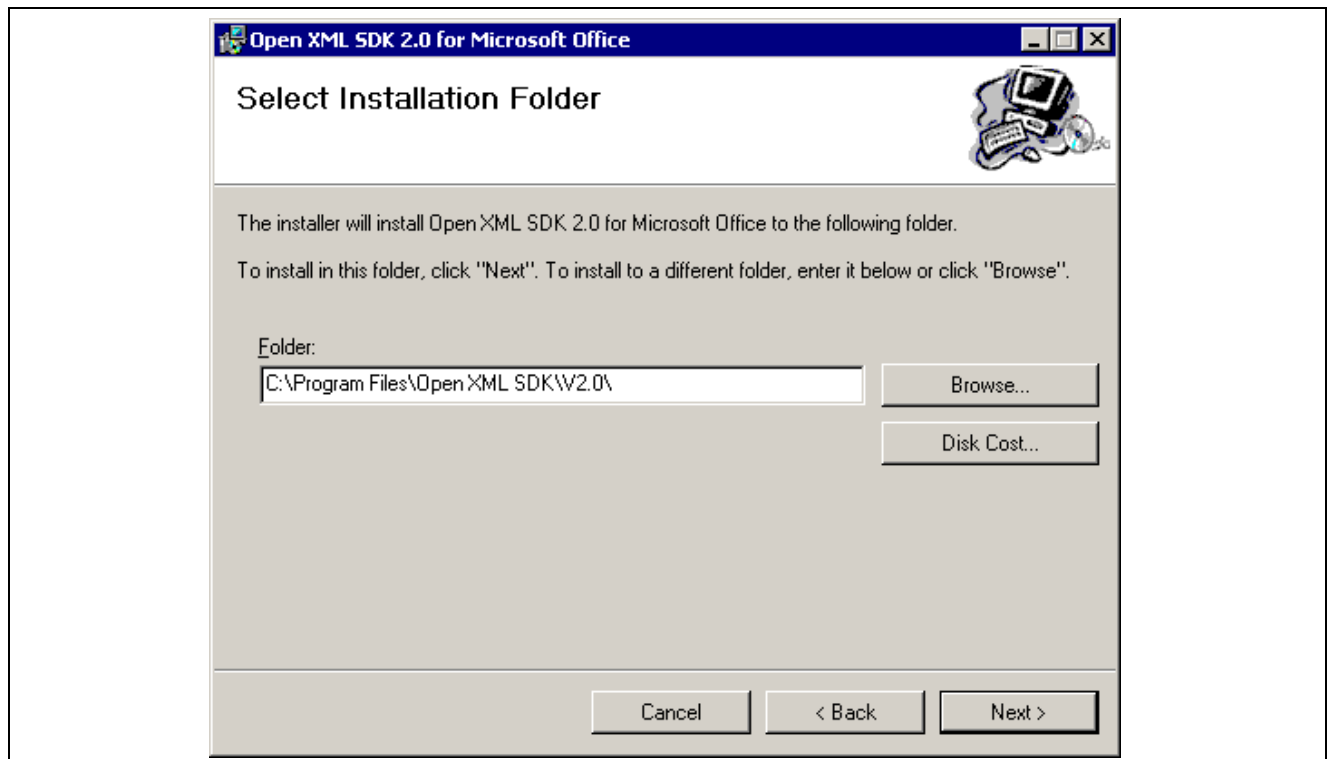 Open XML SDK 2.0 for Microsoft Office
Select Installation Folder
The installer will install Open XML SDK 2.0 for Microsoft Office to the following folder.
To install in this folder, click "Next". To install to a different folder, enter it below or click "Browse".
Folder:
C:\Program Files\Open XML SDK\V2.0\
Browse...
Disk Cost...
Cancel
< Back
Next >